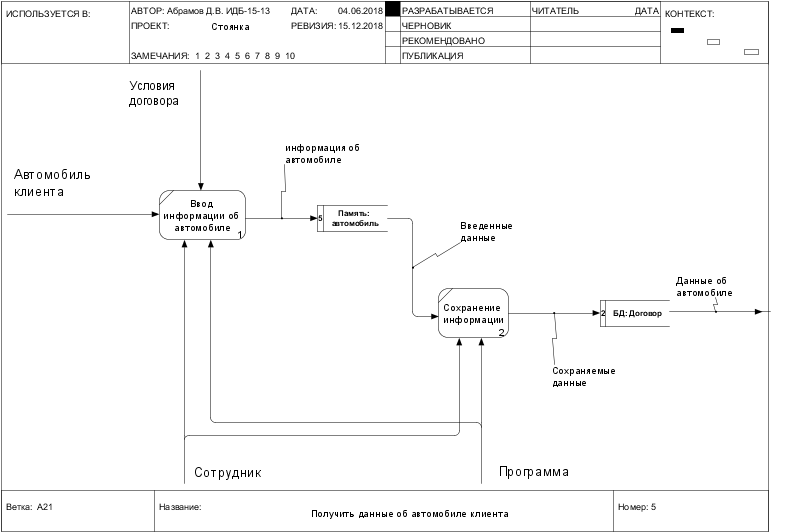 ИСПОЛЬЗУЕТСЯ В:
АВТОР: Абрамов Д.В. ИДБ-15-13
ДАТА: 04.06.2018
РАЗРАБАТЫВАЕТСЯ
ЧИТАТЕЛЬ
ДАТА
КОНТЕКСТ:
ПРОЕКТ: Стоянка
РЕВИЗИЯ: 15.12.2018
ЧЕРНОВИК
РЕКОМЕНДОВАНО
ЗАМЕЧАНИЯ: 1 2 3 4 5 6 7 8 9 10
ПУБЛИКАЦИЯ
Условия
договора
информация об
автомобиле
Автомобиль
клиента
Ввод
информации об
автомобиле
1
5
Память:
автомобиль
Введенные
данные
Сохранение
информации
2
Данные об
автомобиле
2
БД: Договор
Сохраняемые
данные
Сотрудник
Программа
Ветка: A21
Название:
Получить данные об автомобиле клиента
Номер: 5